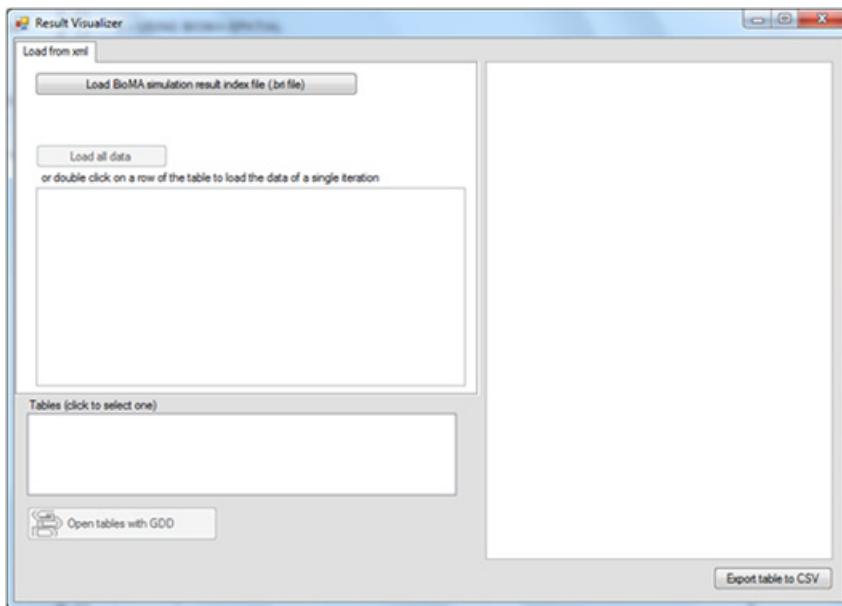 Result Visualizer
Load from xml
Load BioMA simulation result index file (.bri file)
Load all data
or double click on a row of the table to load the data of a single iteration
Tables (click to select one)
Open tables with GDD
Export table to CSV